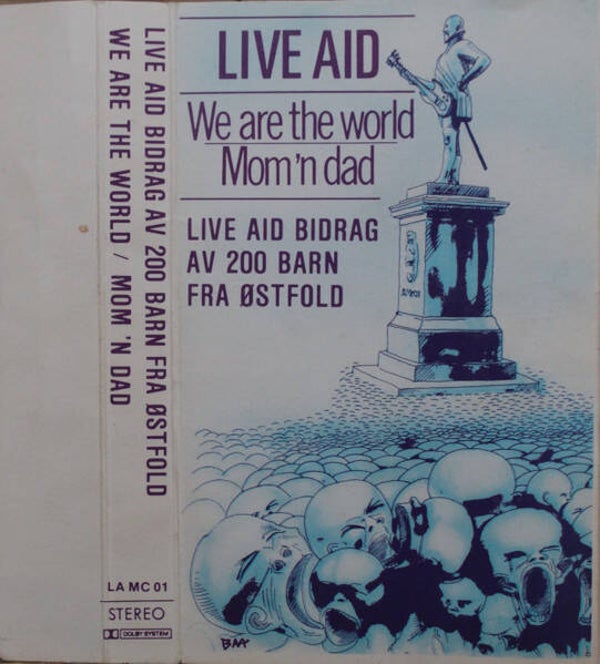 LIVE AID BIDRAG AV 200 BARN FRA ØSTFOLD
WE ARE THE WORLD / MOM 'N DAD
LA MC 01
STEREO
DOLBY SYSTEM
LIVE AID
We are the world
Mom 'n dad
LIVE AID BIDRAG
AV 200 BARN
FRA ØSTFOLD